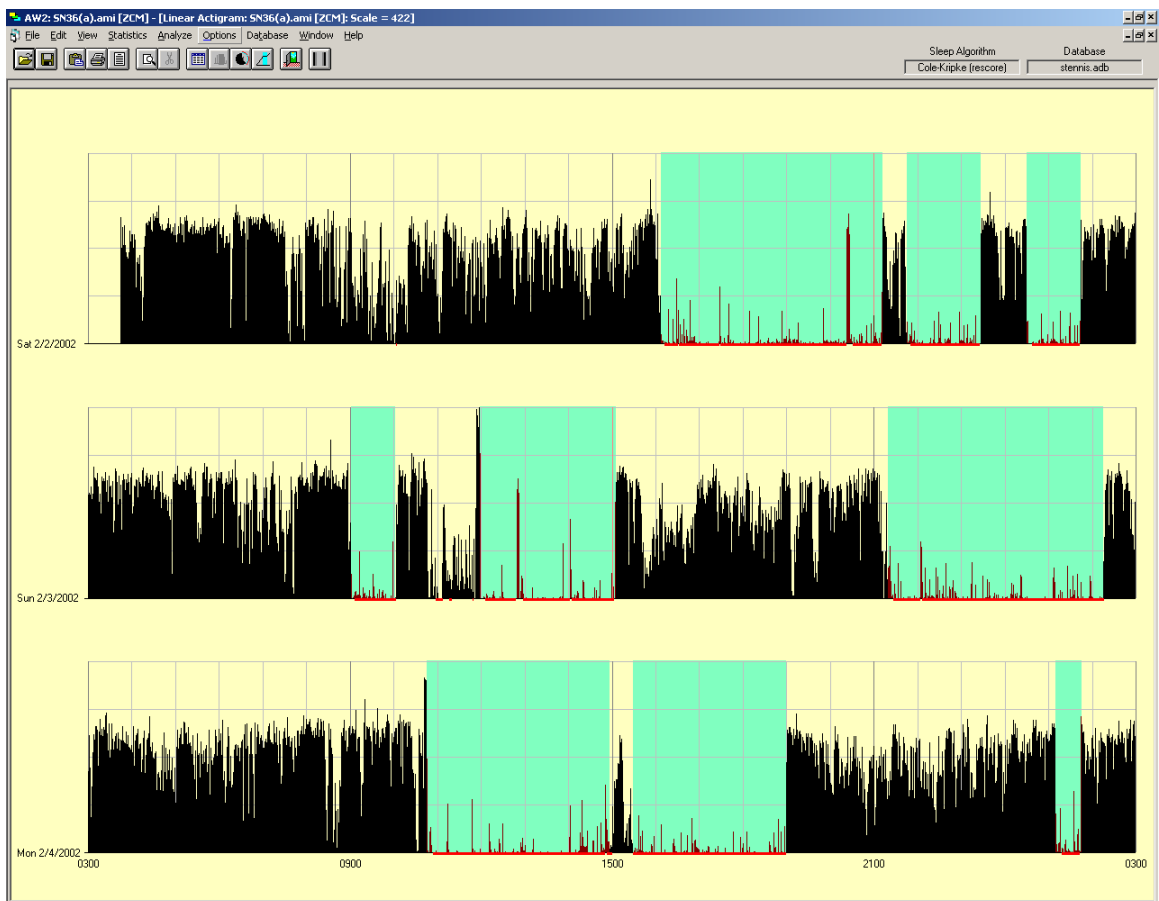 AW2: SN36(a).ami [ZCM] - [Linear Actigram: SN36(a).ami [ZCM]: Scale = 422]
File Edit View Statistics Analyze Options Database Window Help
Sleep Algorithm Database
Cole-Kripke (rescore) stennis.adb
Sat 2/2/2002
Sun 2/3/2002
Mon 2/4/2002
0300 0900 1500 2100 0300